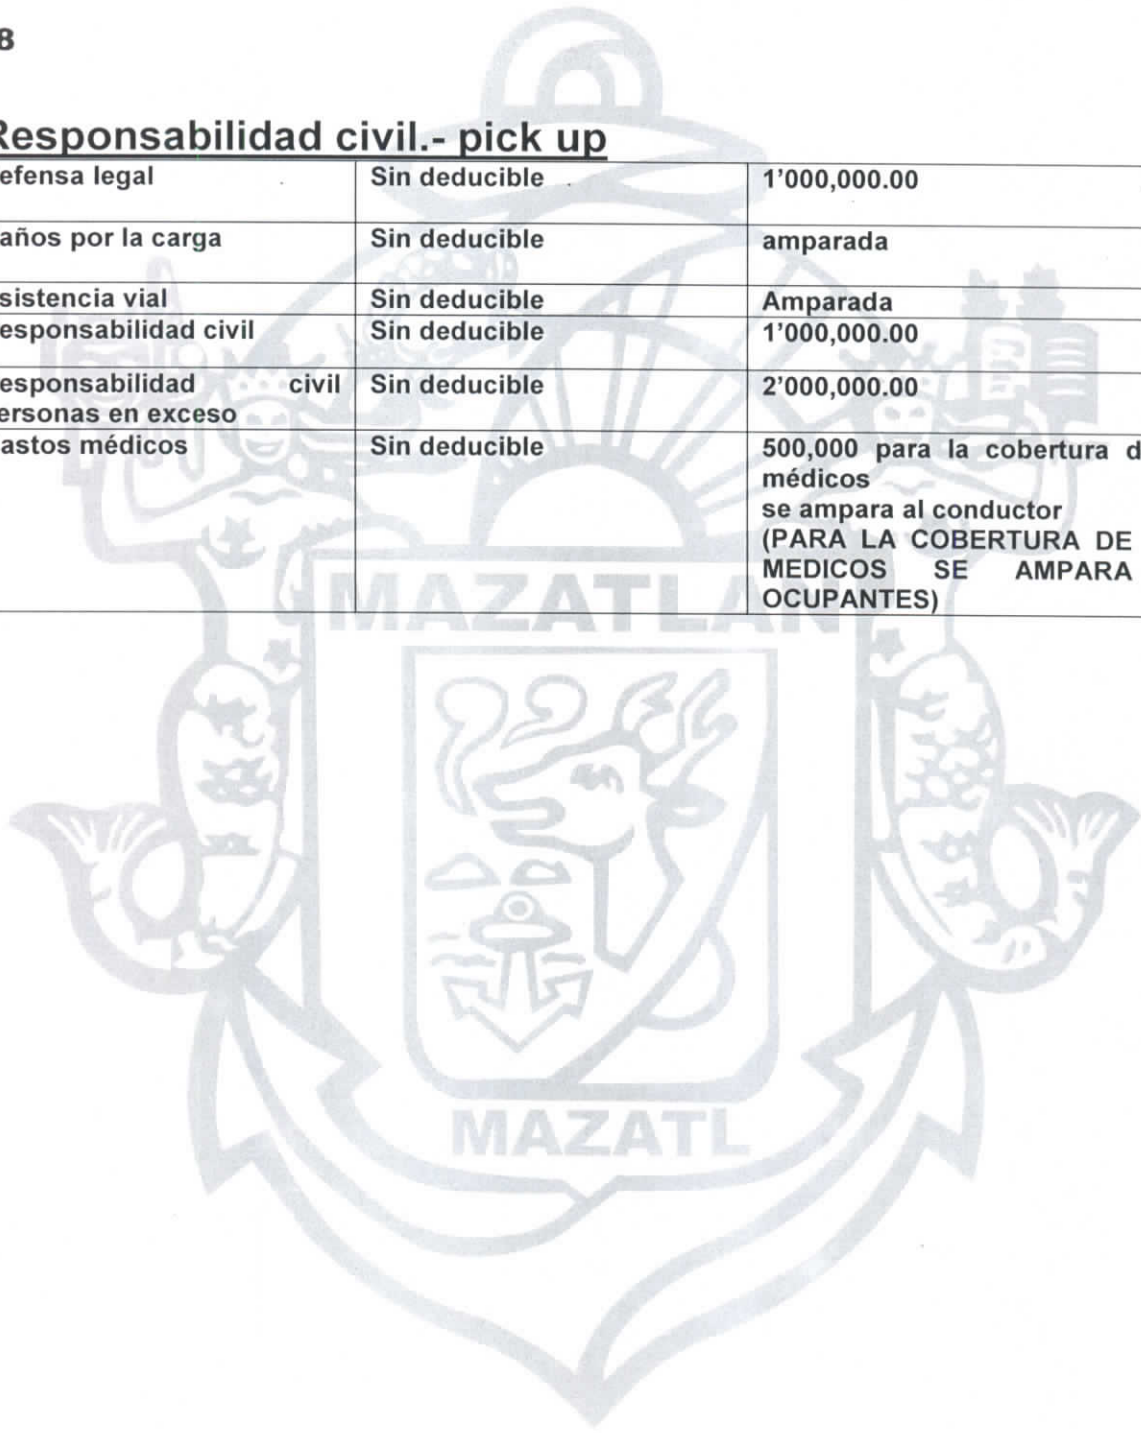 8
Responsabilidad civil.- pick up
efensa legal Sin deducible 1'000,000.00
años por la carga Sin deducible amparada
sistencia vial Sin deducible Amparada
esponsabilidad civil Sin deducible 1'000,000.00
esponsabilidad civil Sin deducible 2'000,000.00
ersonas en exceso
astos médicos Sin deducible 500,000 para la cobertura d
médicos
se ampara al conductor
(PARA LA COBERTURA DE
MEDICOS SE AMPARA
OCUPANTES)
MAZATLAN
MAZATL